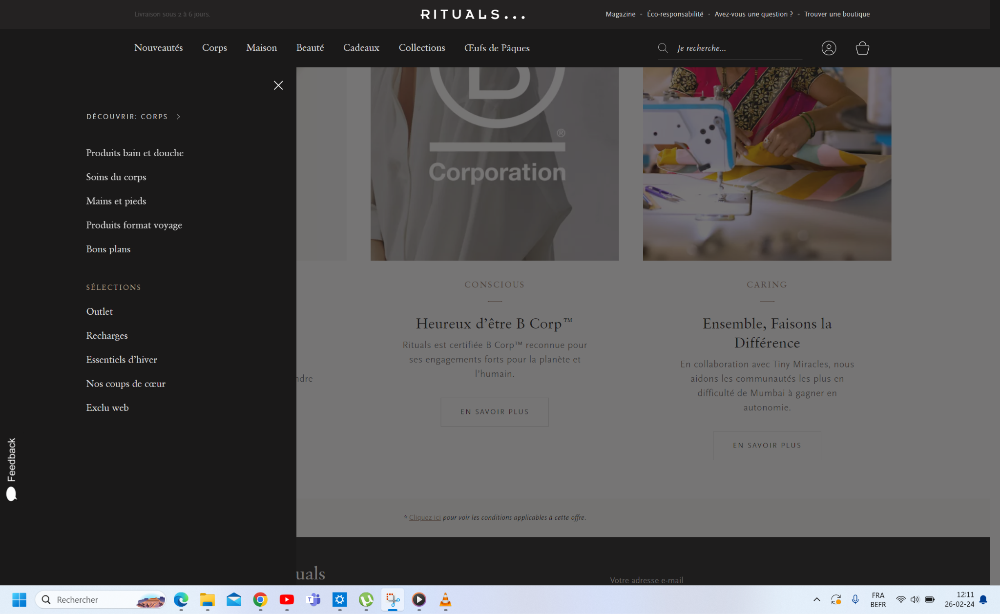 Livraison sous 2 à 6 jours.
RITUALS...
Magazine • Éco-responsabilité • Avez-vous une question ? • Trouver une boutique
Nouveautés
Corps
Maison
Beauté
Cadeaux
Collections
Œufs de Pâques
Je recherche...
DÉCOUVRIR: CORPS
Produits bain et douche
Soins du corps
Mains et pieds
Produits format voyage
Bons plans
SÉLECTIONS
Outlet
Recharges
Essentiels d’hiver
Nos coups de cœur
Exclu web
Feedback
B
®
Corporation
CONSCIOUS
Heureux d’être B Corp™
Rituals est certifiée B Corp™ reconnue pour
ses engagements forts pour la planète et
l'humain.
EN SAVOIR PLUS
CARING
Ensemble, Faisons la
Différence
En collaboration avec Tiny Miracles, nous
aidons les communautés les plus en
difficulté de Mumbai à gagner en
autonomie.
EN SAVOIR PLUS
ndre
* Cliquez ici pour voir les conditions applicables à cette offre.
uals
Votre adresse e-mail
Rechercher
FRA
BEFR
12:11
26-02-24